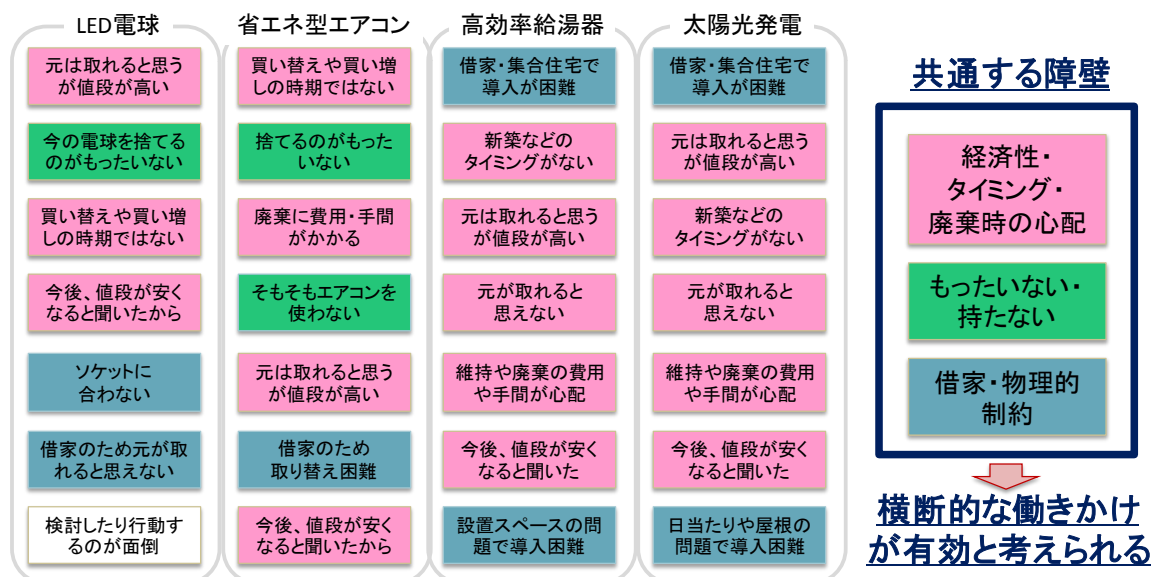 LED電球
元は取れると思う
が値段が高い
今の電球を捨てる
のがもったいない
買い替えや買い増
しの時期ではない
今後、値段が安く
なると聞いたから
ソケットに
合わない
借家のため元が取
れると思えない
検討したり行動す
るのが面倒
省エネ型エアコン
買い替えや買い増
しの時期ではない
捨てるのがもった
いない
廃棄に費用・手間
がかかる
そもそもエアコンを
使わない
元は取れると思う
が値段が高い
借家のため
取り替え困難
今後、値段が安く
なると聞いたから
高効率給湯器
借家・集合住宅で
導入が困難
新築などの
タイミングがない
元は取れると思う
が値段が高い
元が取れると
思えない
維持や廃棄の費用
や手間が心配
今後、値段が安く
なると聞いた
設置スペースの問
題で導入困難
太陽光発電
借家・集合住宅で
導入が困難
元は取れると思う
が値段が高い
新築などの
タイミングがない
元が取れると
思えない
維持や廃棄の費用
や手間が心配
今後、値段が安く
なると聞いた
日当たりや屋根の
問題で導入困難
共通する障壁
経済性・
タイミング・
廃棄時の心配
もったいない・
持たない
借家・物理的
制約
横断的な働きかけ
が有効と考えられる